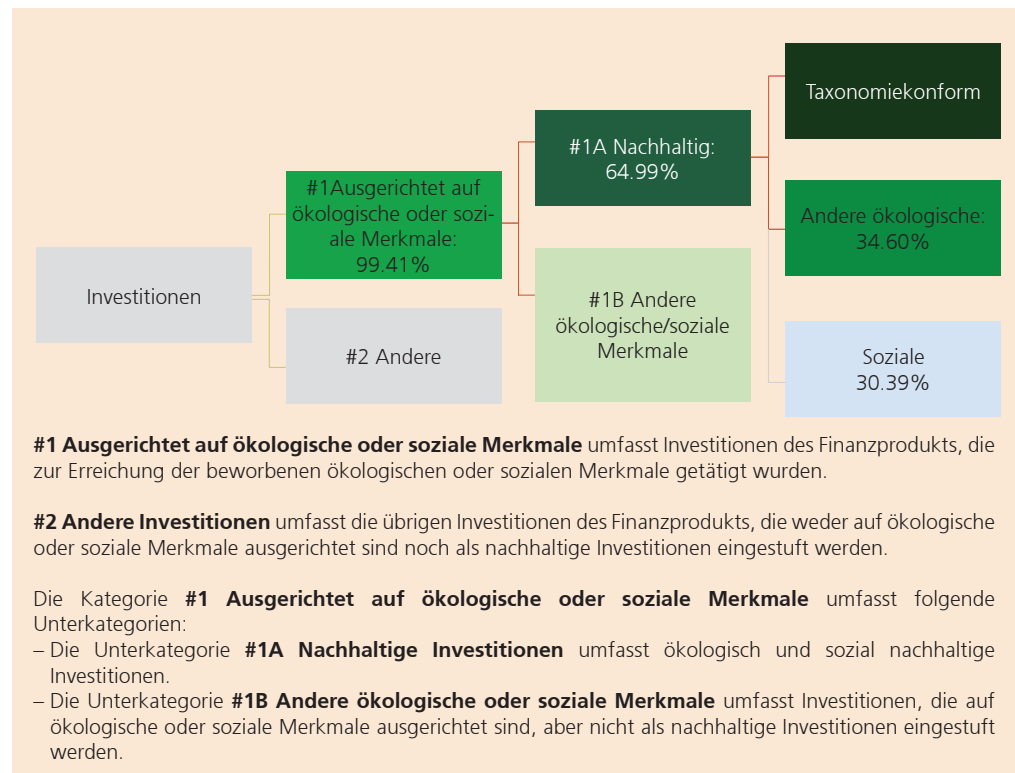 Taxonomiekonform
#1A Nachhaltig:
64.99%
#1Ausgerichtet auf
ökologische oder sozi-
ale Merkmale:
99.41%
Andere ökologische:
34.60%
Investitionen
#1B Andere
ökologische/soziale
Merkmale
#2 Andere
Soziale
30.39%
#1 Ausgerichtet auf ökologische oder soziale Merkmale umfasst Investitionen des Finanzprodukts, die
zur Erreichung der beworbenen ökologischen oder sozialen Merkmale getätigt wurden.
#2 Andere Investitionen umfasst die übrigen Investitionen des Finanzprodukts, die weder auf ökologische
oder soziale Merkmale ausgerichtet sind noch als nachhaltige Investitionen eingestuft werden.
Die Kategorie #1 Ausgerichtet auf ökologische oder soziale Merkmale umfasst folgende
Unterkategorien:
– Die Unterkategorie #1A Nachhaltige Investitionen umfasst ökologisch und sozial nachhaltige
Investitionen.
– Die Unterkategorie #1B Andere ökologische oder soziale Merkmale umfasst Investitionen, die auf
ökologische oder soziale Merkmale ausgerichtet sind, aber nicht als nachhaltige Investitionen eingestuft
werden.